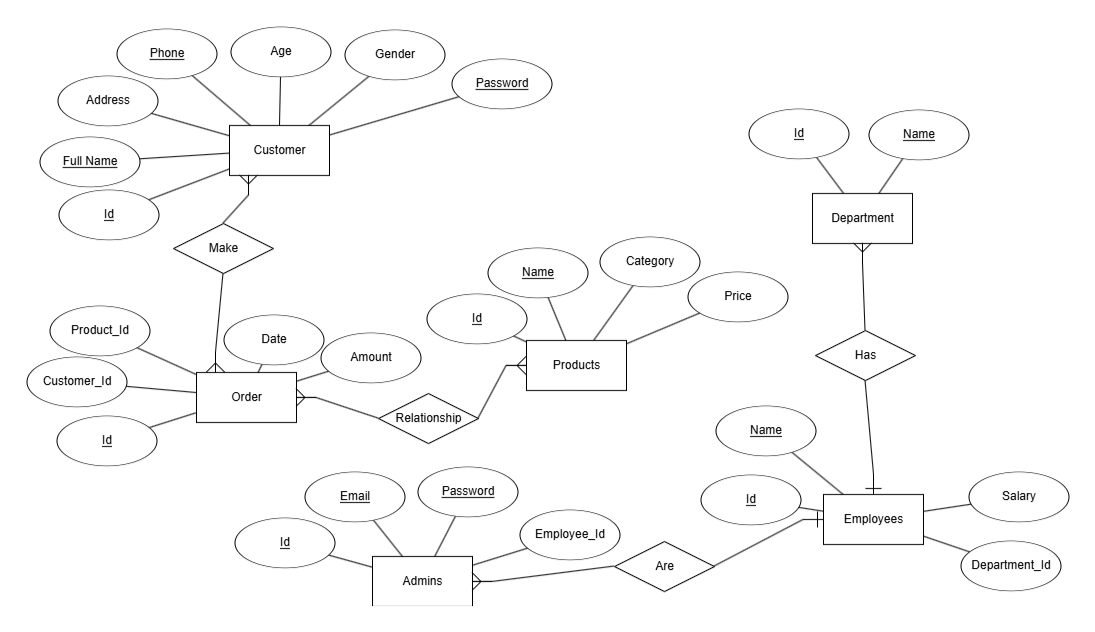 Phone
Age
Gender
Password
Address
Full Name
Id
Customer
Make
Id
Name
Department
Has
Product_Id
Date
Amount
Customer_Id
Id
Order
Relationship
Id
Name
Category
Price
Products
Name
Id
Salary
Employees
Department_Id
Email
Password
Id
Employee_Id
Admins
Are